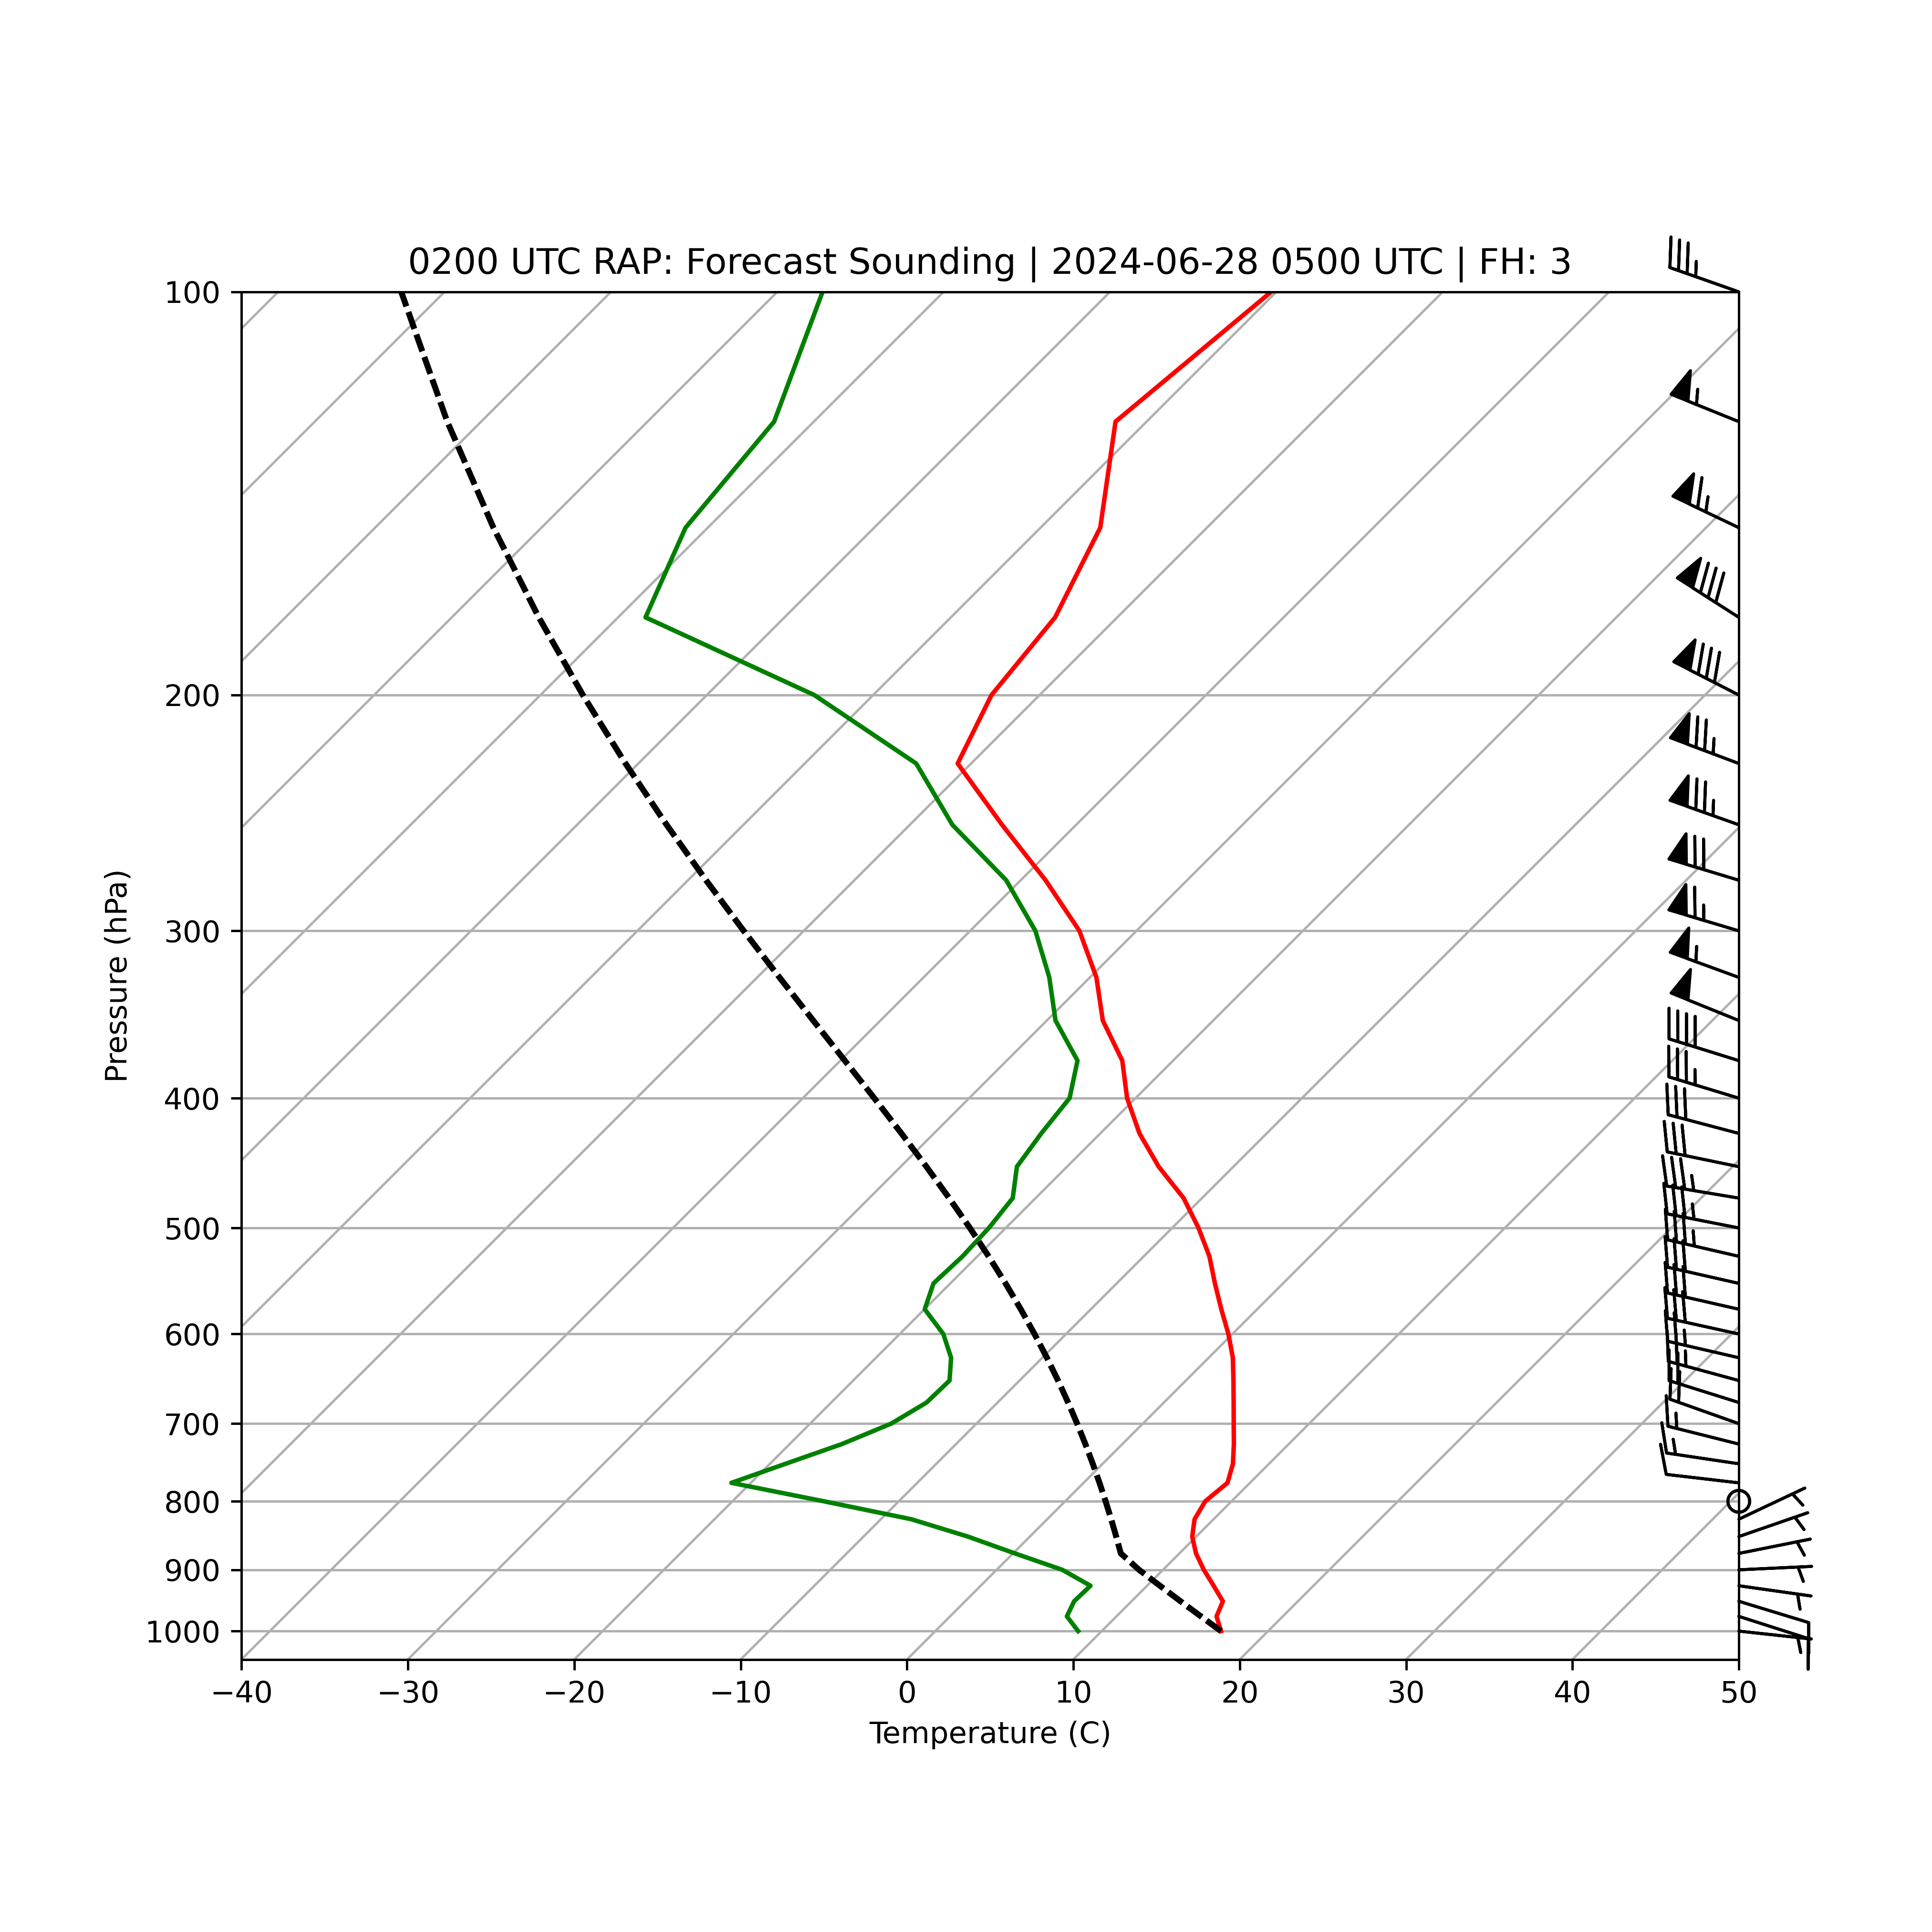 0200 UTC RAP: Forecast Sounding | 2024-06-28 0500 UTC | FH: 3
100
200
300
400
500
600
700
800
900
1000
Pressure (hPa)
−40 −30 −20 −10 0 10 20 30 40 50
Temperature (C)